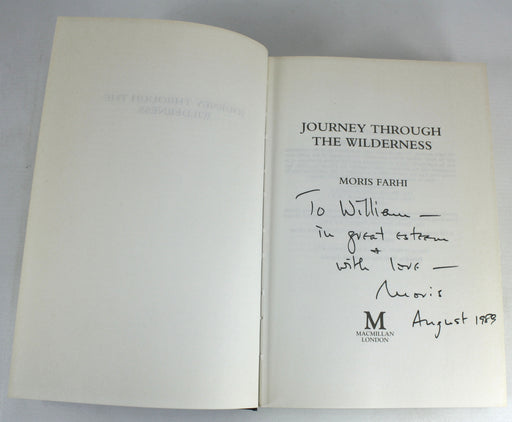 JOURNEY THROUGH
THE WILDERNESS
MORIS FARHI
To William —
in great esteem
+
with love —
Moris
August 1989
M
MACMILLAN
LONDON